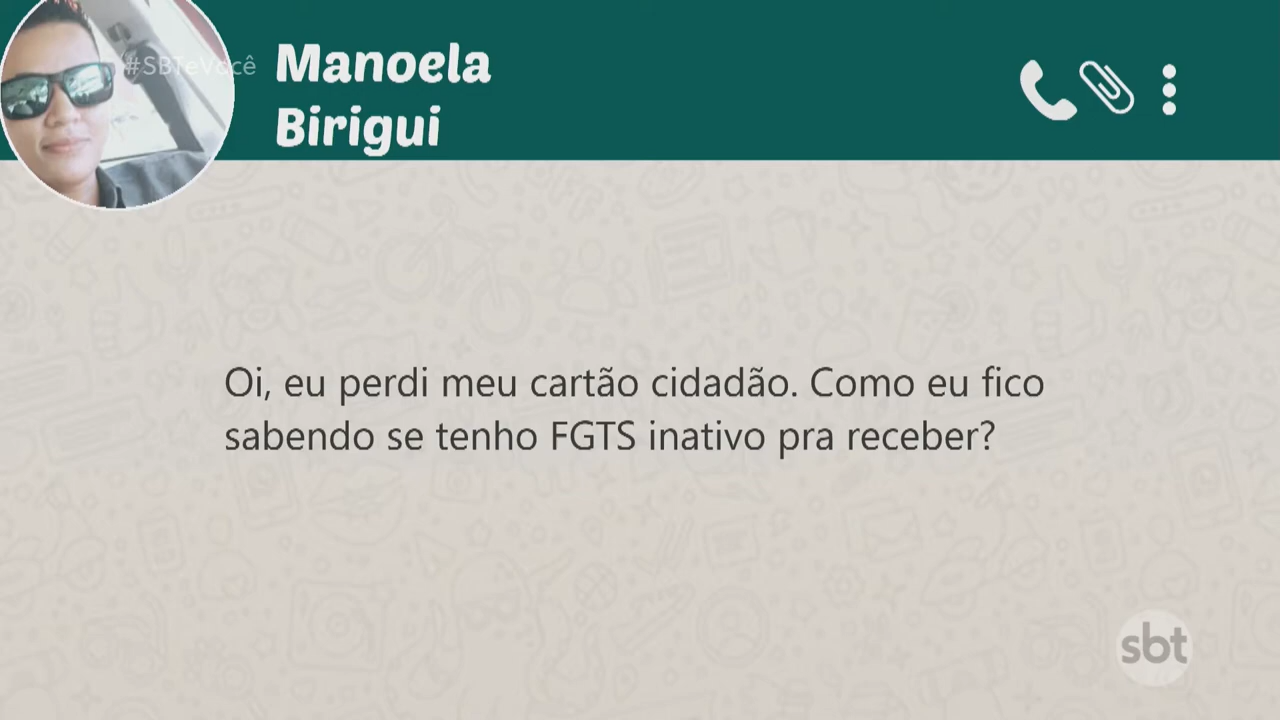 #SBTeVocê
Manoela
Birigui
Oi, eu perdi meu cartão cidadão. Como eu fico
sabendo se tenho FGTS inativo pra receber?
sbt